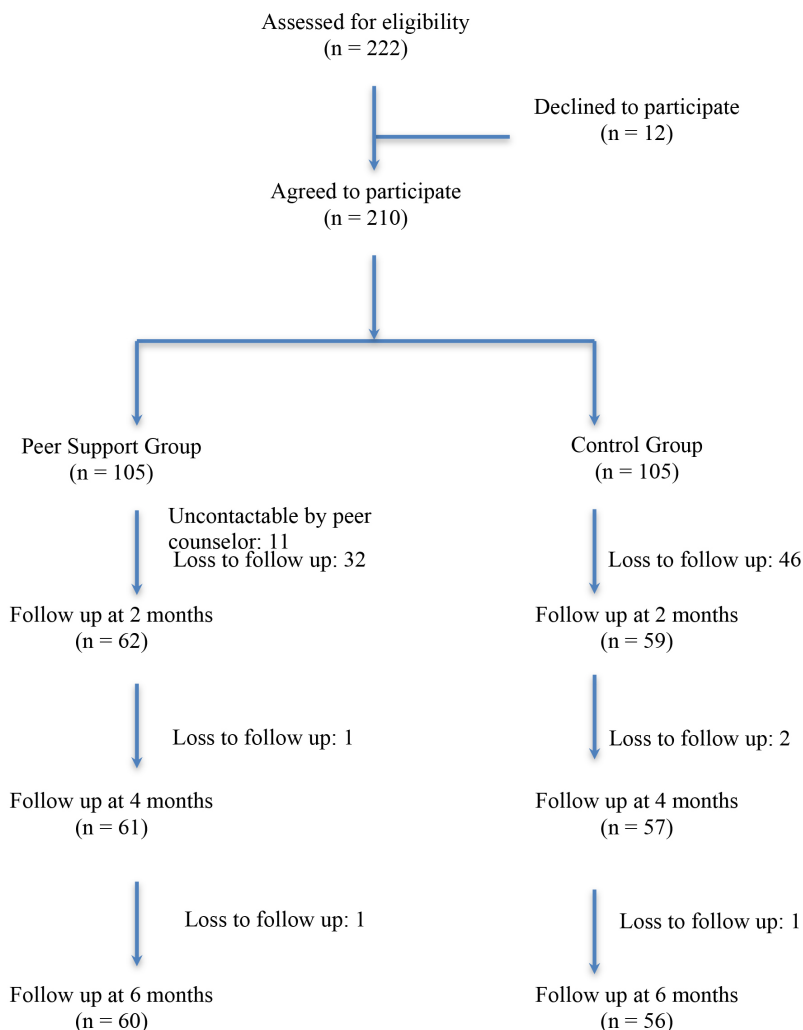 Assessed for eligibility
(n = 222)
Declined to participate
(n = 12)
Agreed to participate
(n = 210)
Peer Support Group
(n = 105)
Control Group
(n = 105)
Uncontactable by peer
counselor: 11
Loss to follow up: 32
Loss to follow up: 46
Follow up at 2 months
(n = 62)
Follow up at 2 months
(n = 59)
Loss to follow up: 1
Loss to follow up: 2
Follow up at 4 months
(n = 61)
Follow up at 4 months
(n = 57)
Loss to follow up: 1
Loss to follow up: 1
Follow up at 6 months
(n = 60)
Follow up at 6 months
(n = 56)